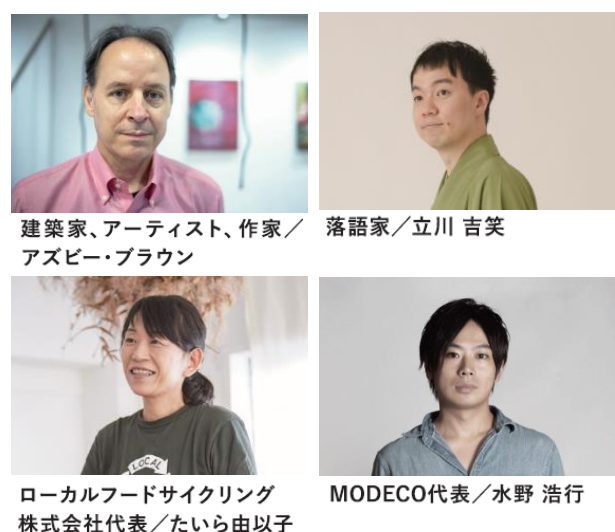 建築家、アーティスト、作家／
アズビー・ブラウン
落語家／立川 吉笑
LOCAL
ローカルフードサイクリング
株式会社代表／たいら由以子
MODECO代表／水野 浩行